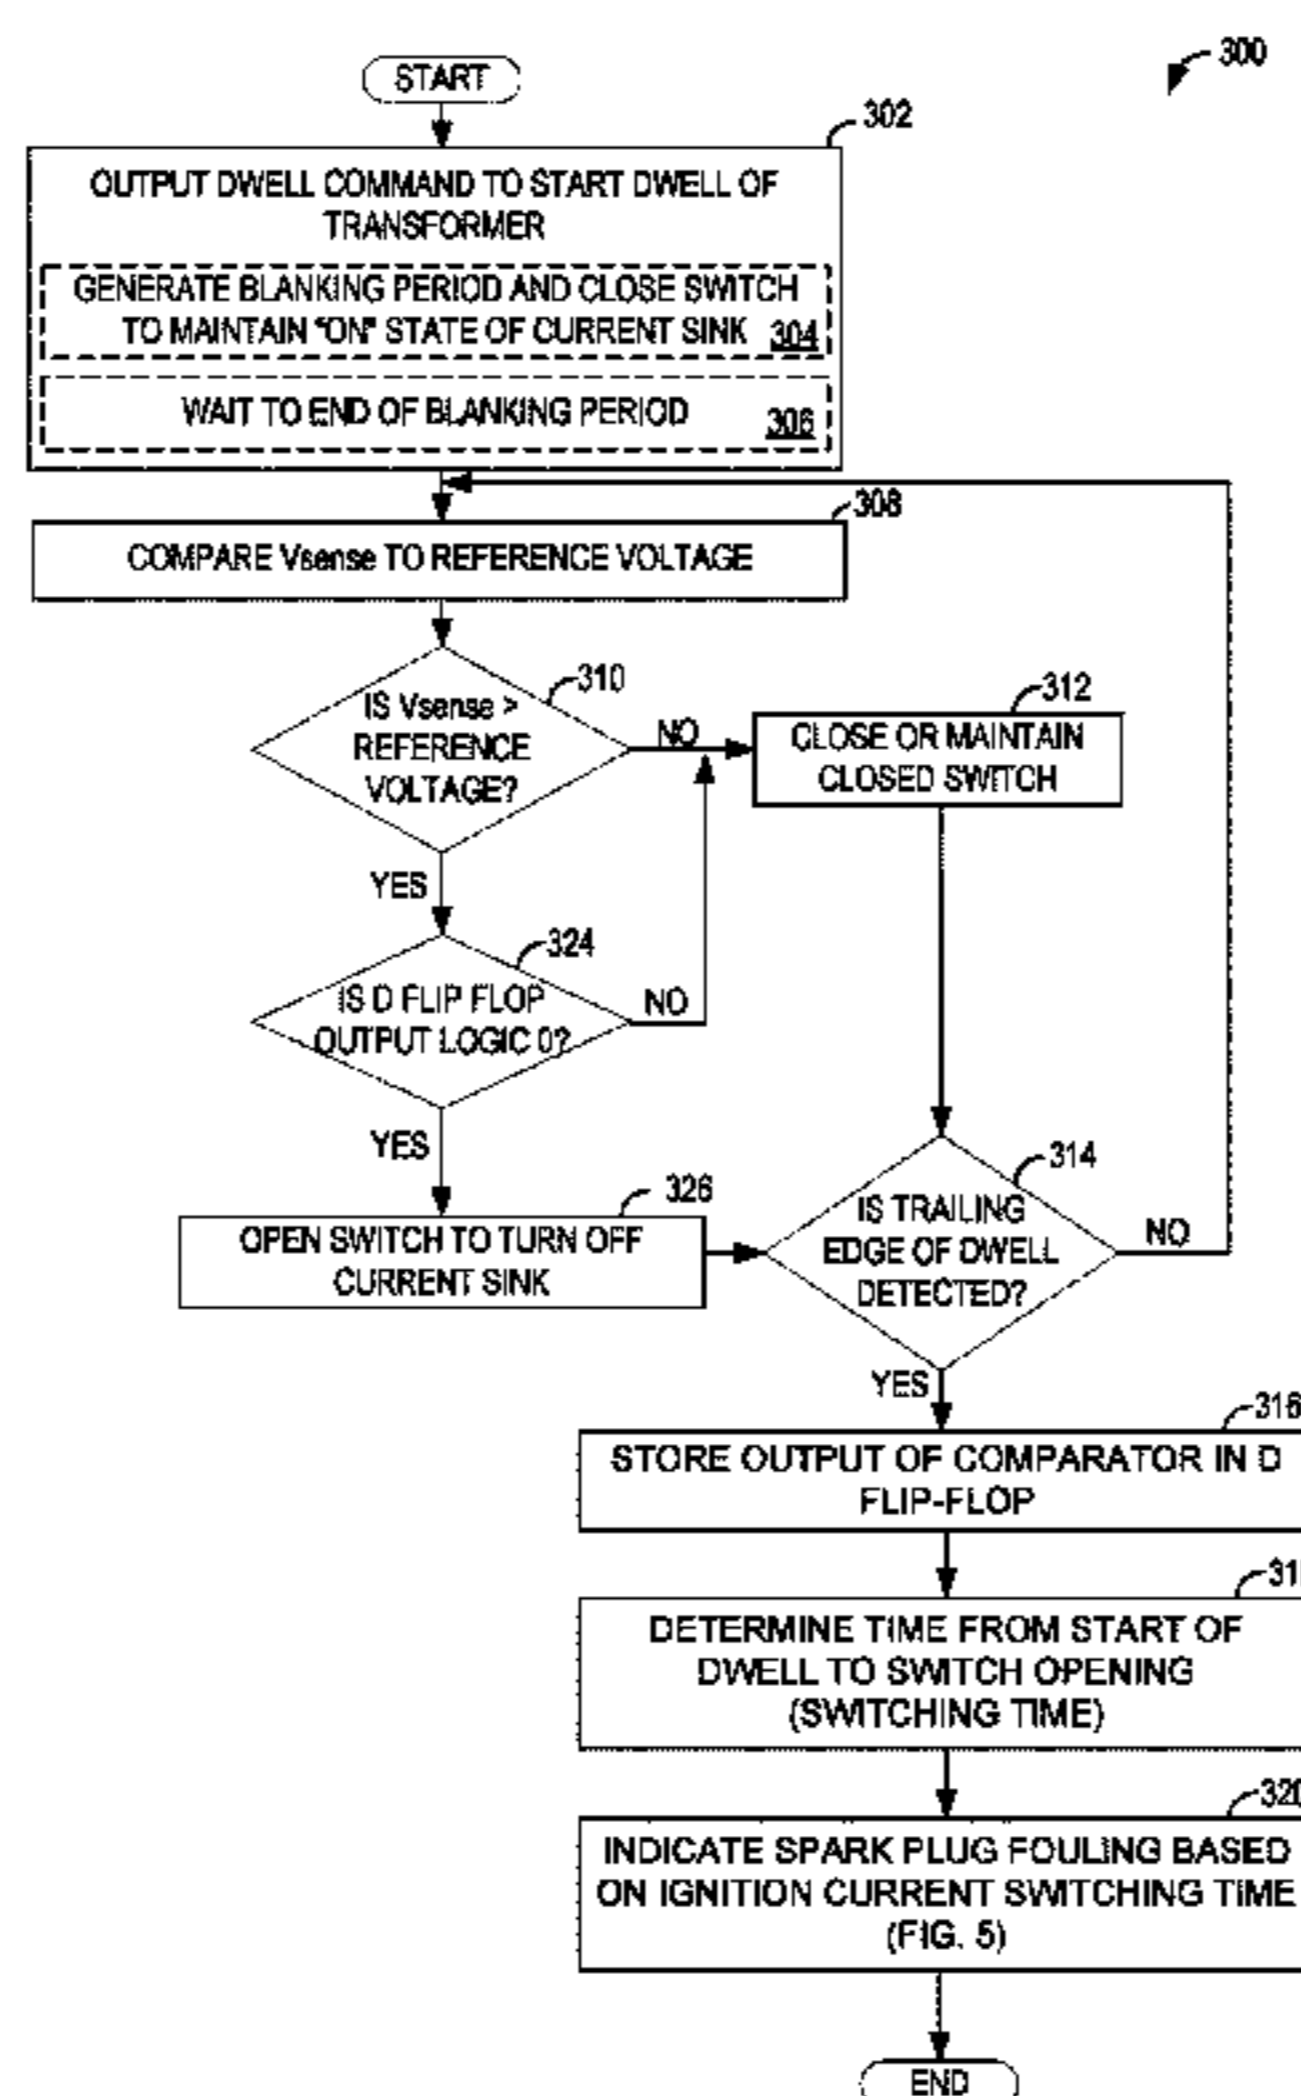 300
START
302
OUTPUT DWELL COMMAND TO START DWELL OF
TRANSFORMER
GENERATE BLANKING PERIOD AND CLOSE SWITCH
TO MAINTAIN "ON" STATE OF CURRENT SINK 304
WAIT TO END OF BLANKING PERIOD 306
308
COMPARE Vsense TO REFERENCE VOLTAGE
310
IS Vsense >
REFERENCE
VOLTAGE?
NO
312
CLOSE OR MAINTAIN
CLOSED SWITCH
YES
324
IS D FLIP FLOP
OUTPUT LOGIC 0?
NO
YES
326
OPEN SWITCH TO TURN OFF
CURRENT SINK
314
IS TRAILING
EDGE OF DWELL
DETECTED?
NO
YES
316
STORE OUTPUT OF COMPARATOR IN D
FLIP-FLOP
DETERMINE TIME FROM START OF
DWELL TO SWITCH OPENING
(SWITCHING TIME)
320
INDICATE SPARK PLUG FOULING BASED
ON IGNITION CURRENT SWITCHING TIME
(FIG. 5)
END